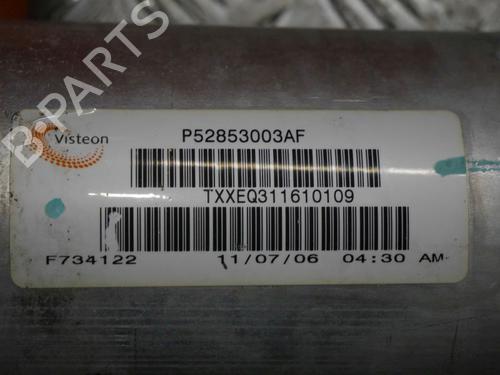 B-PARTS
Visteon
P52853003AF
TXXEQ311610109
F734122 11/07/06 04:30 AM